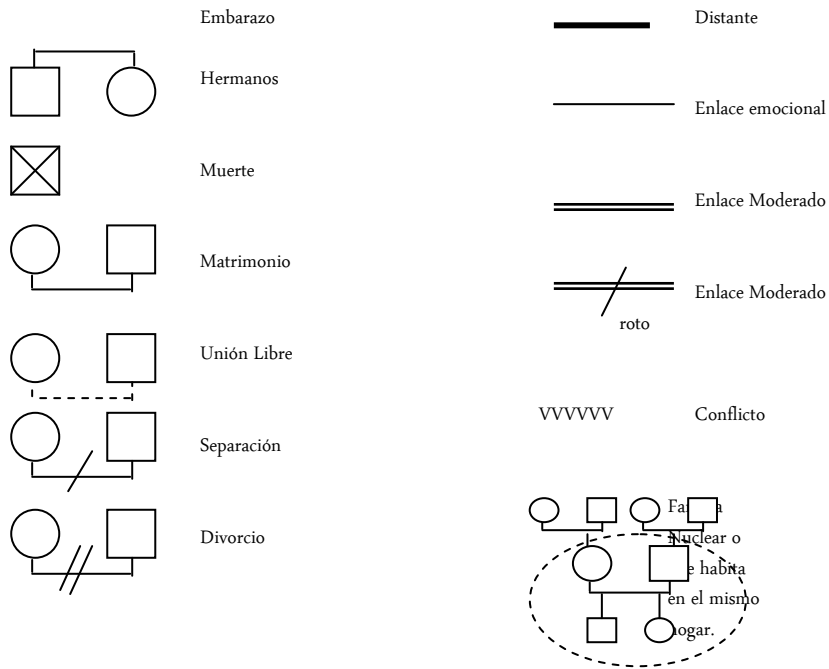 Embarazo
Hermanos
Muerte
Matrimonio
Unión Libre
Separación
Divorcio
Distante
Enlace emocional
Enlace Moderado
Enlace Moderado
roto
VVVVVV Conflicto
Nuclear o
habita
en el mismo
hogar.